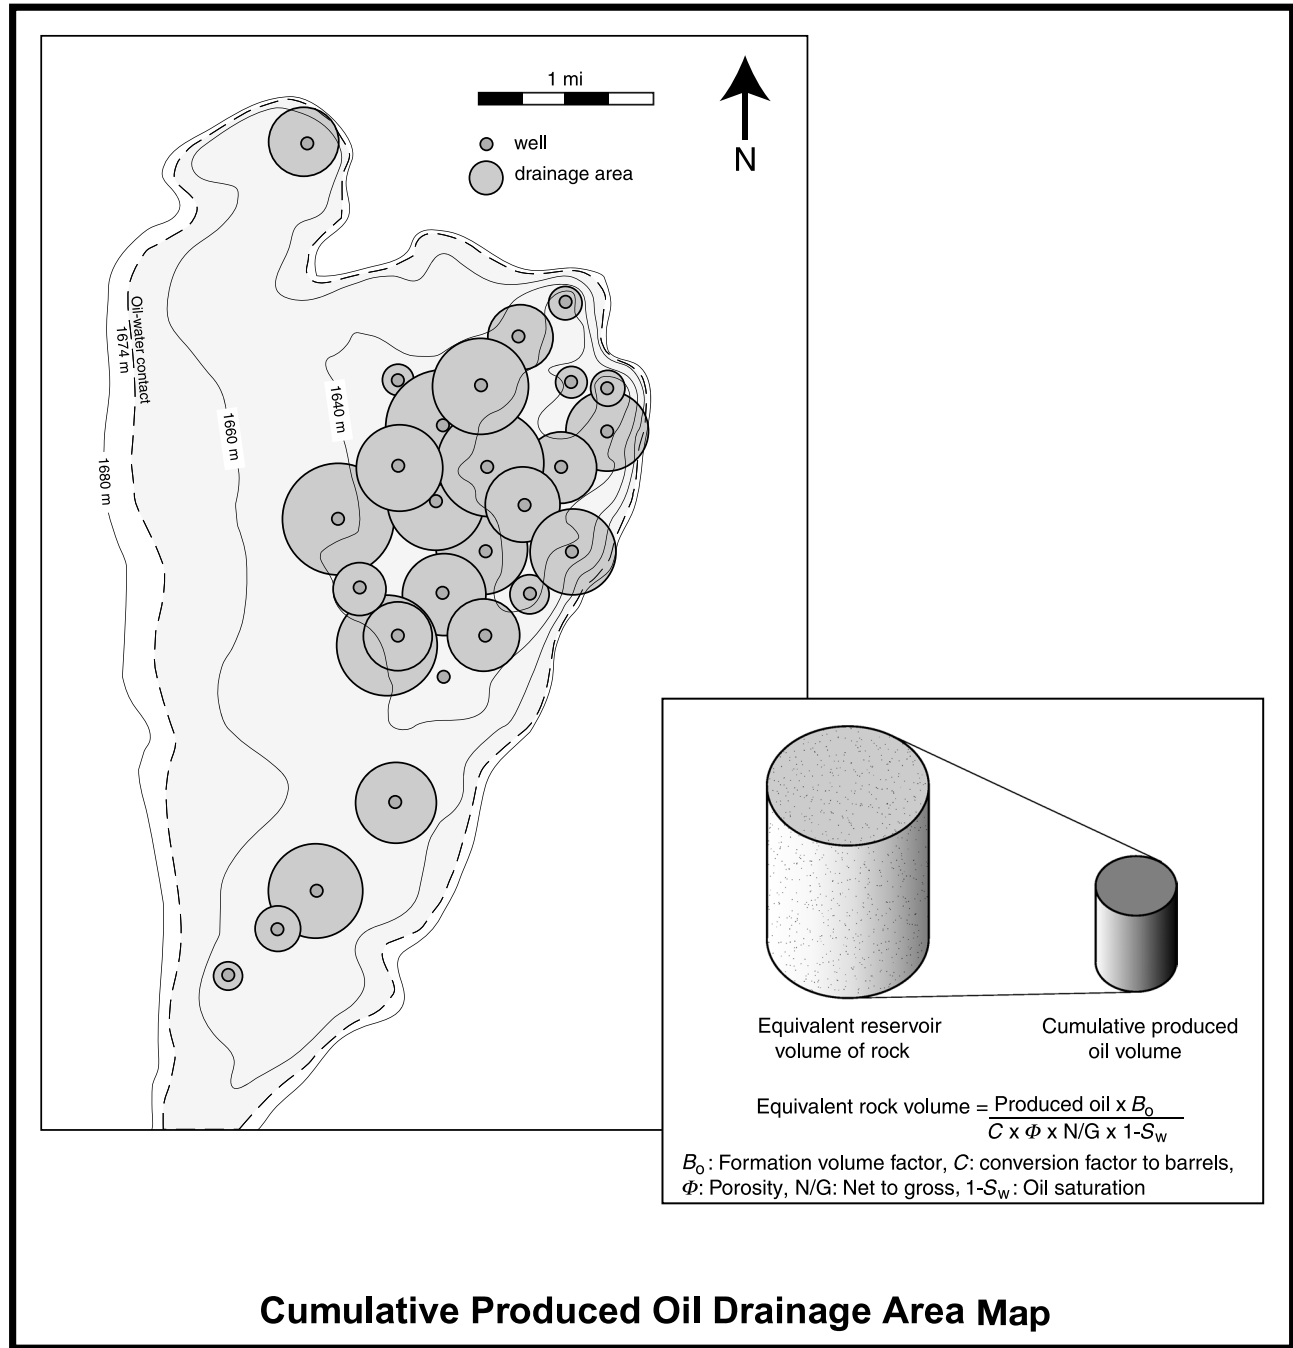 1 mi
well
drainage area
N
Oil-water contact
1674 m
1680 m
1660 m
1640 m
Equivalent reservoir
volume of rock
Cumulative produced
oil volume
Equivalent rock volume = Produced oil x Bo
C x Φ x N/G x 1-Sw
Bo : Formation volume factor, C: conversion factor to barrels,
Φ: Porosity, N/G: Net to gross, 1-Sw : Oil saturation
Cumulative Produced Oil Drainage Area Map